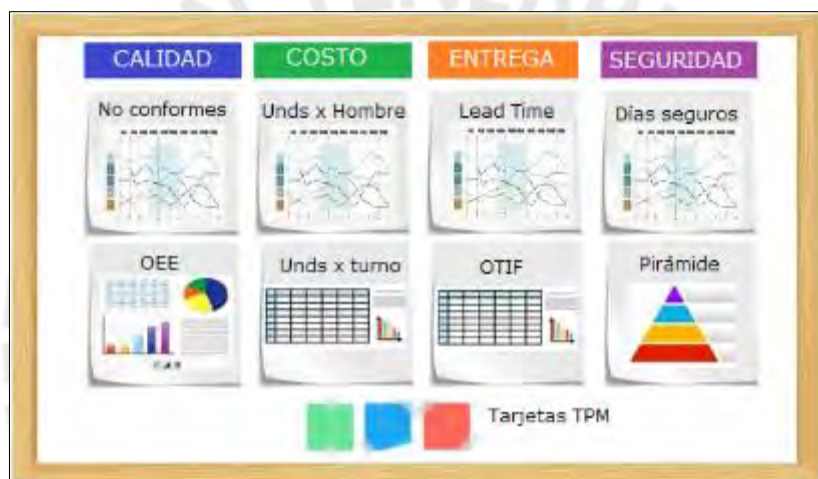 CALIDAD
COSTO
ENTREGA
SEGURIDAD
No conformes
Unds x Hombre
Lead Time
Días seguros
OEE
Unds x turno
OTIF
Pirámide
Tarjetas TPM